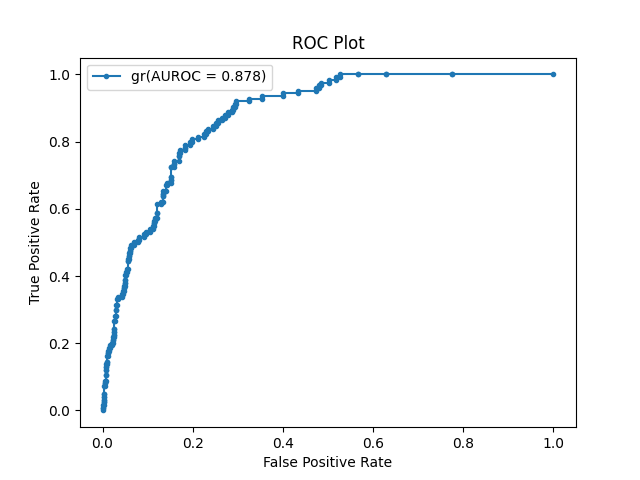 ROC Plot
gr(AUROC = 0.878)
1.0
0.8
0.6
0.4
0.2
0.0
True Positive Rate
0.0 0.2 0.4 0.6 0.8 1.0
False Positive Rate